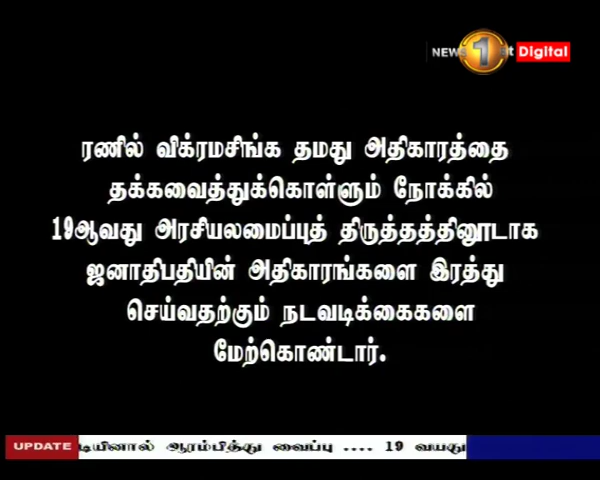 NEWS 1st Digital
ரணில் விக்ரமசிங்க தமது அதிகாரத்தை
தக்கவைத்துக்கொள்ளும் நோக்கில்
19ஆவது அரசியலமைப்புத் திருத்தத்தினூடாக
ஜனாதிபதியின் அதிகாரங்களை இரத்து
செய்வதற்கும் நடவடிக்கைகளை
மேற்கொண்டார்.
UPDATE டியினால் ஆரம்பித்து வைப்பு .... 19 வயது